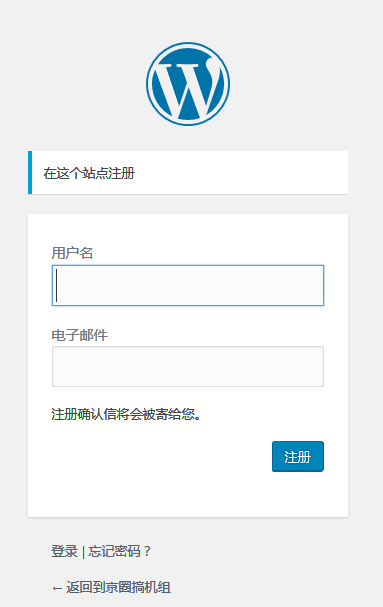 在这个站点注册
用户名
电子邮件
注册确认信将会被寄给您。
注册
登录 | 忘记密码？
← 返回到京圈搞机组